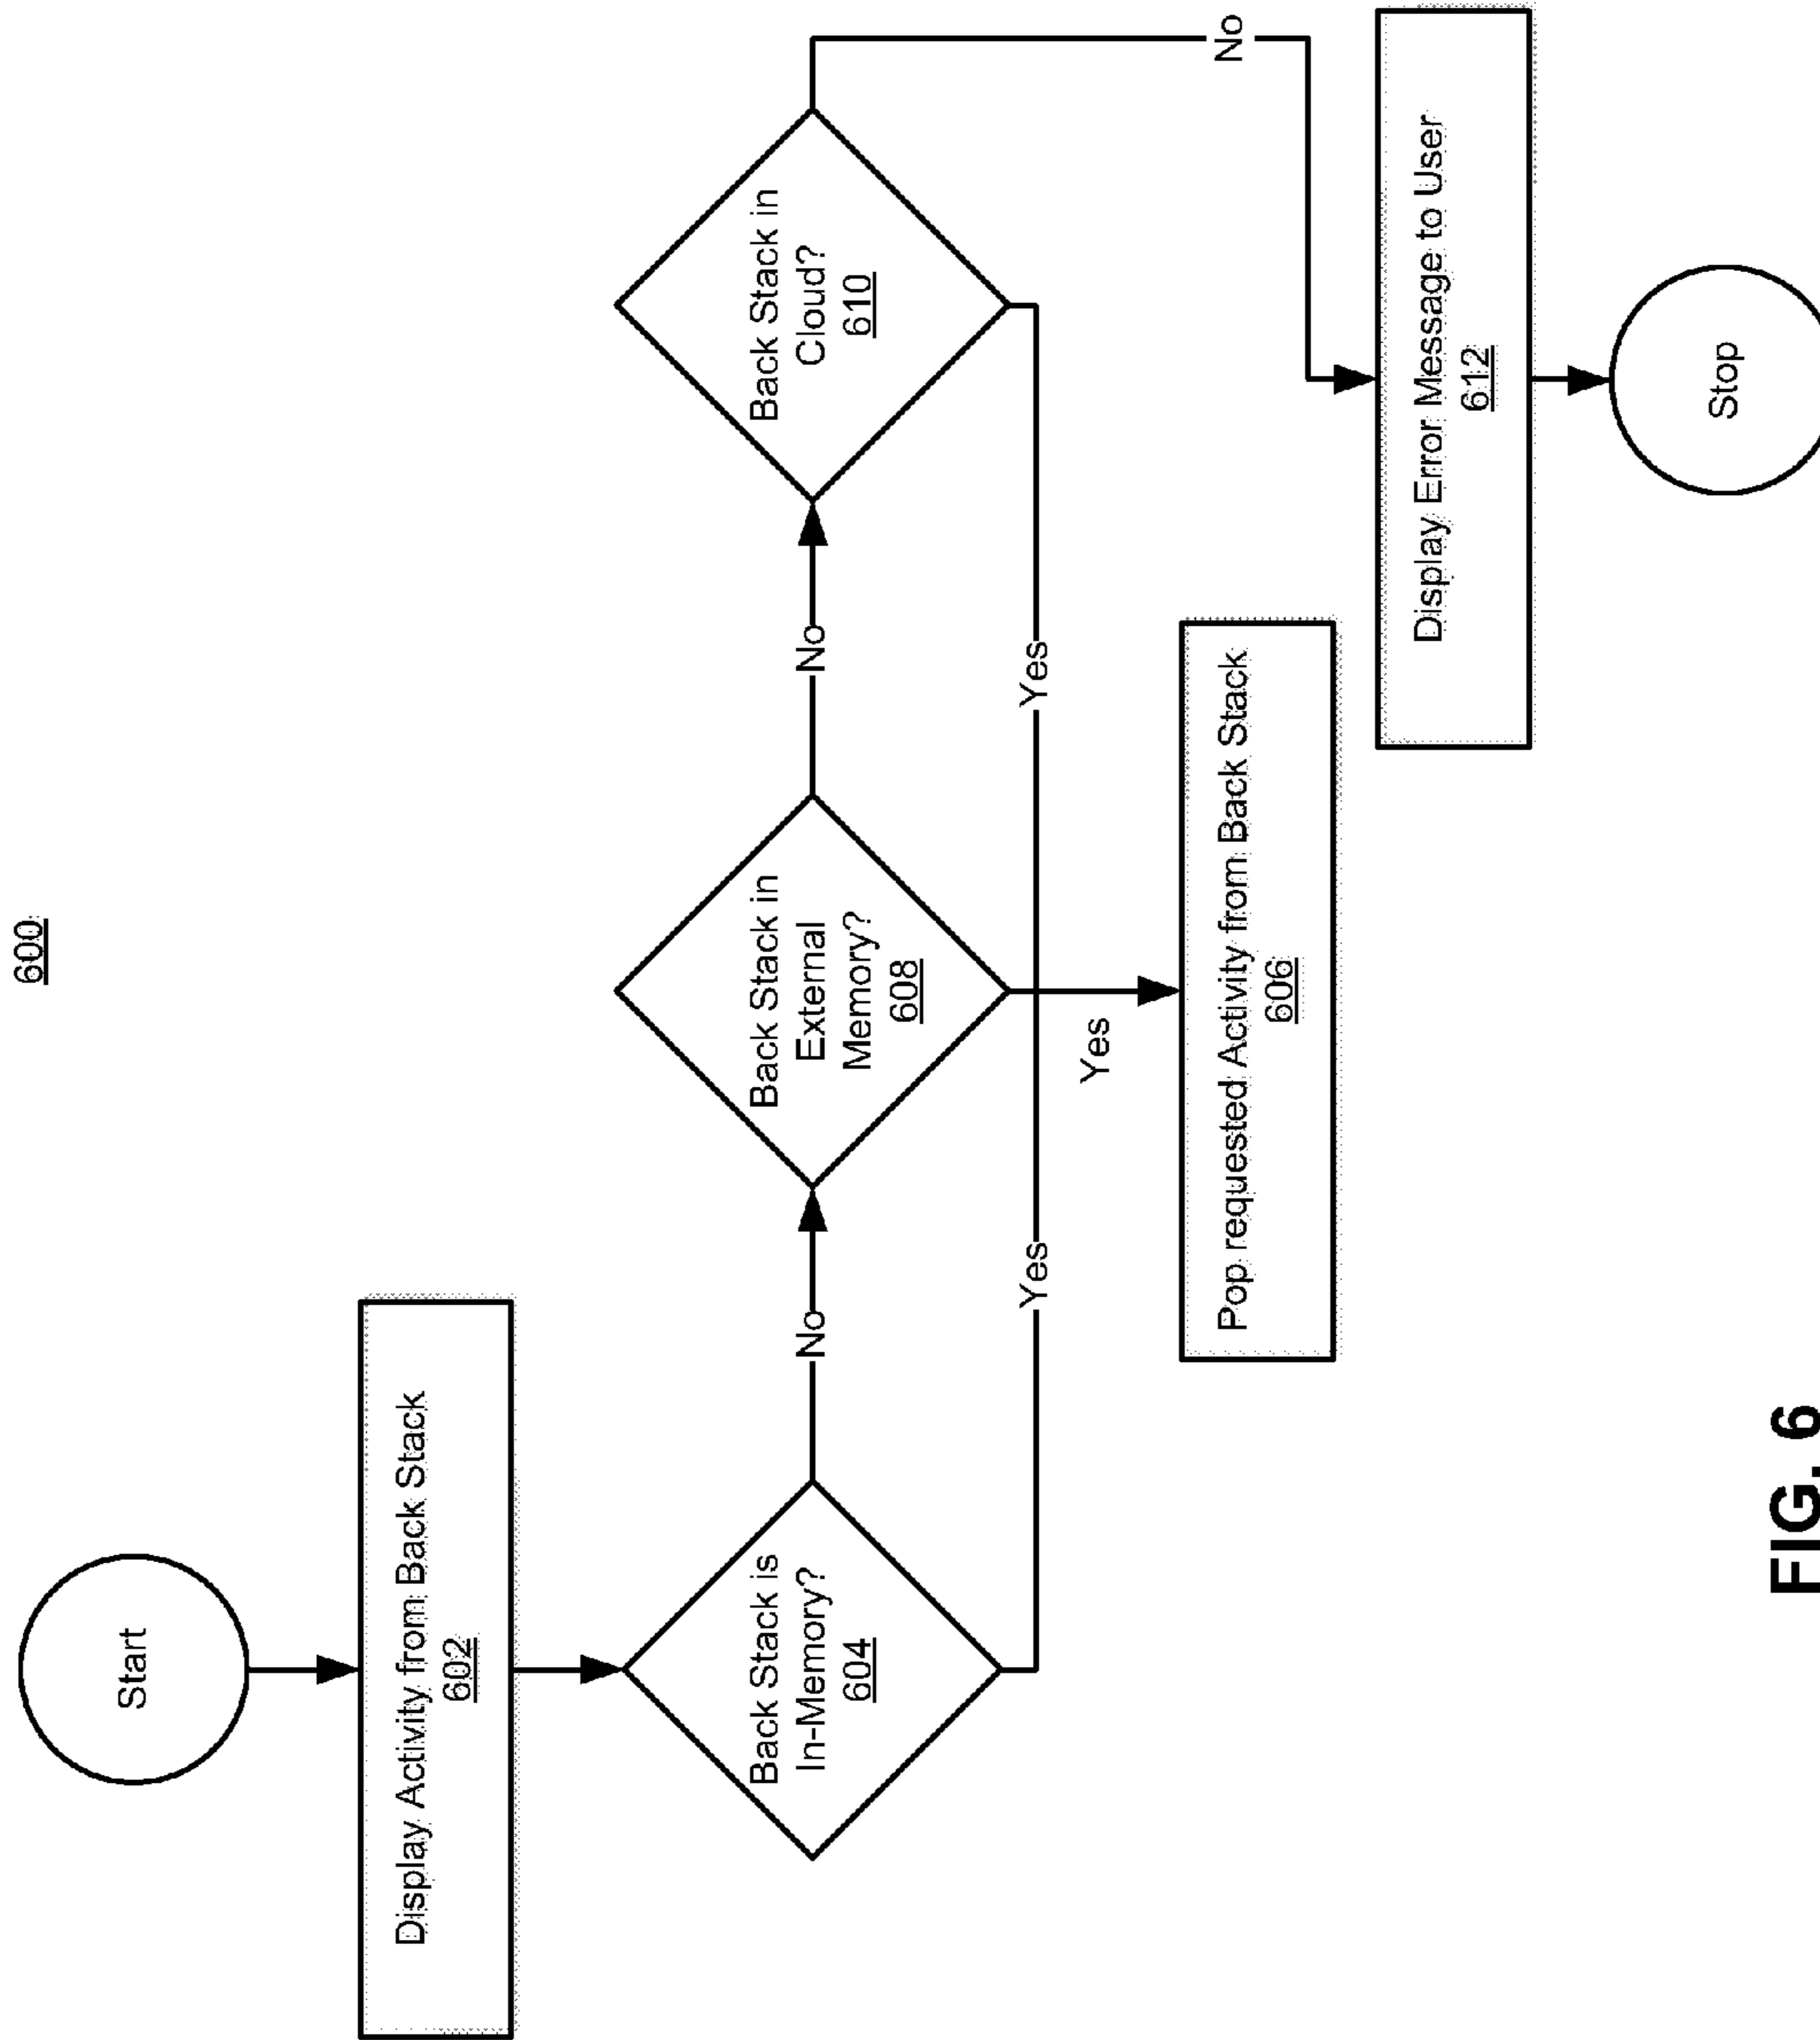 600
Start
Display Activity from Back Stack
602
Back Stack is
In-Memory?
604
No
Back Stack in
External
Memory?
608
No
Back Stack in
Cloud?
610
Yes
Yes
Yes
No
Pop requested Activity from Back Stack
606
Display Error Message to User
612
Stop
FIG. 6